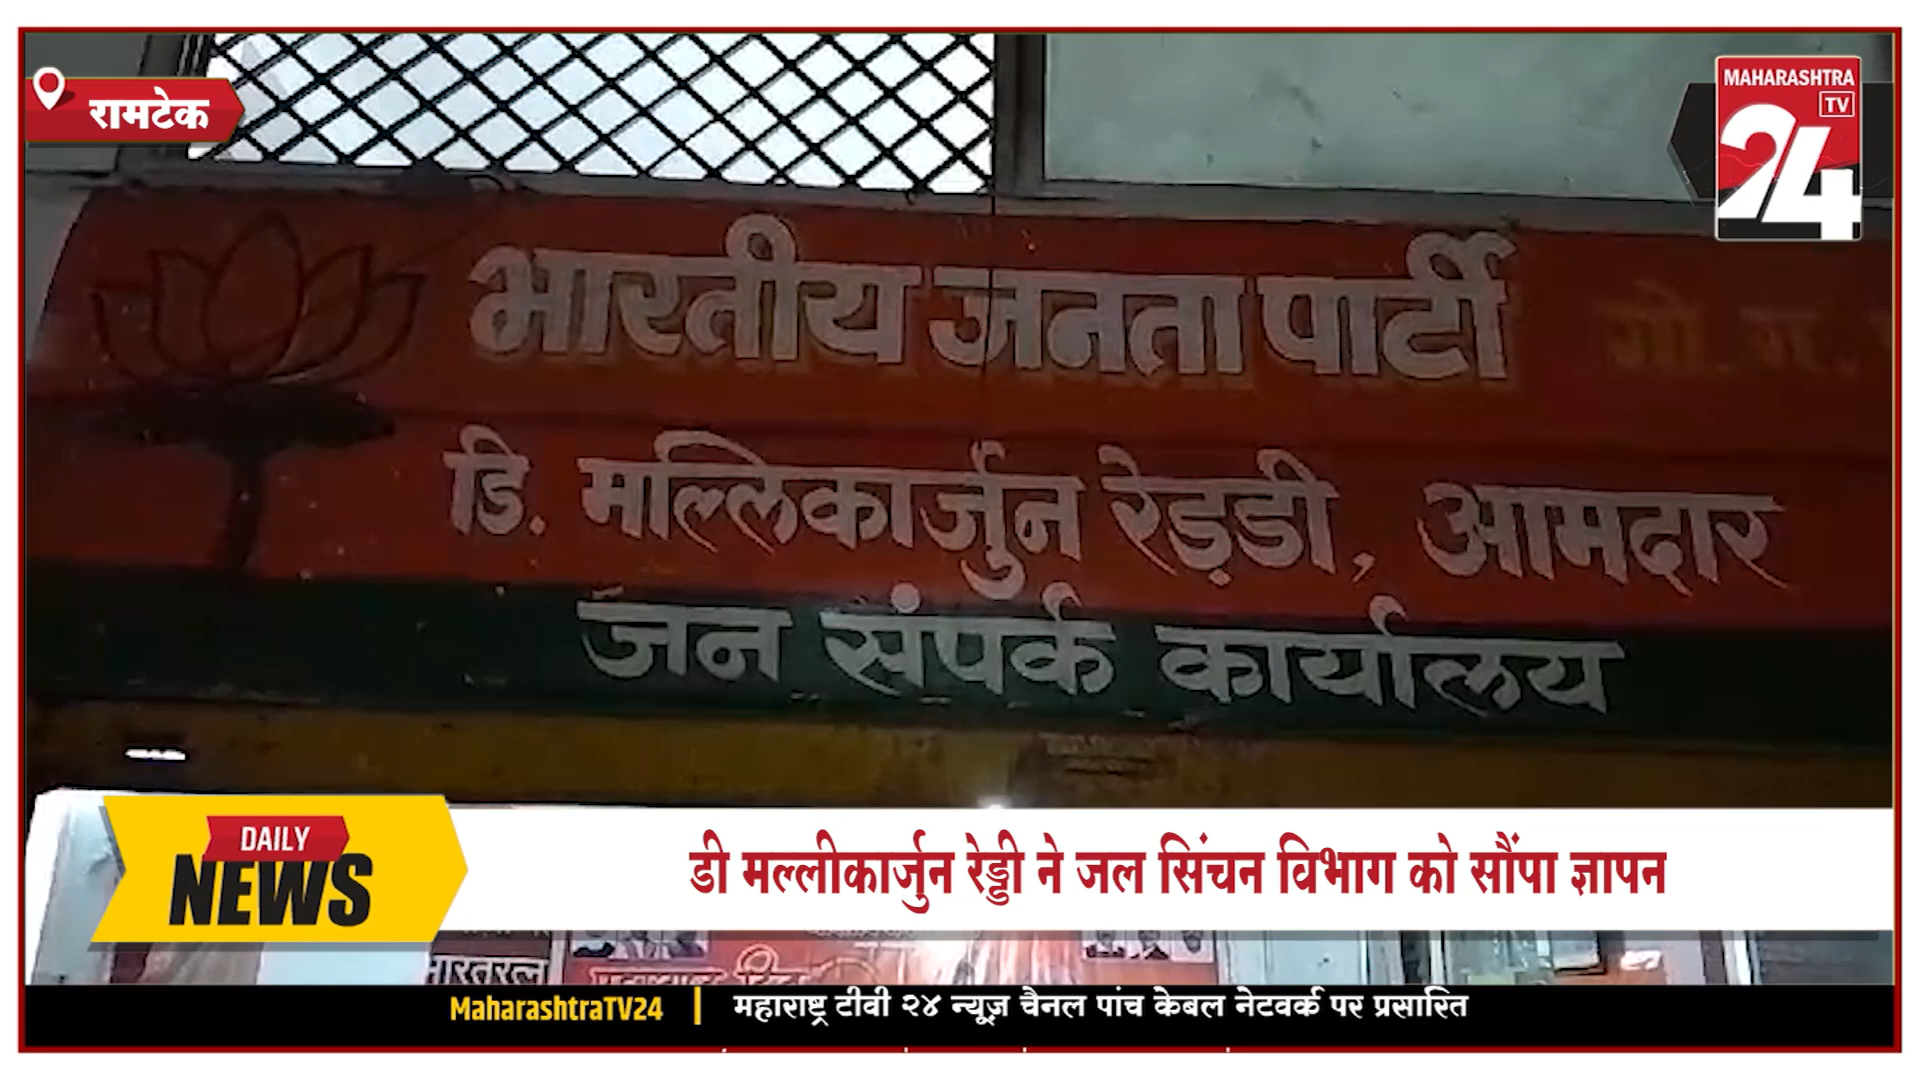 रामटेक
MAHARASHTRA
TV
24
भारतीय जनता पार्टी
डि. मल्लिकार्जुन रेड्डी, आमदार
जन संपर्क कार्यालय
DAILY
NEWS
डी मल्लीकार्जुन रेड्डी ने जल सिंचन विभाग को सौंपा ज्ञापन
भारतरत्न
MaharashtraTV24 | महाराष्ट्र टीवी २४ न्यूज़ चैनल पांच केबल नेटवर्क पर प्रसारित